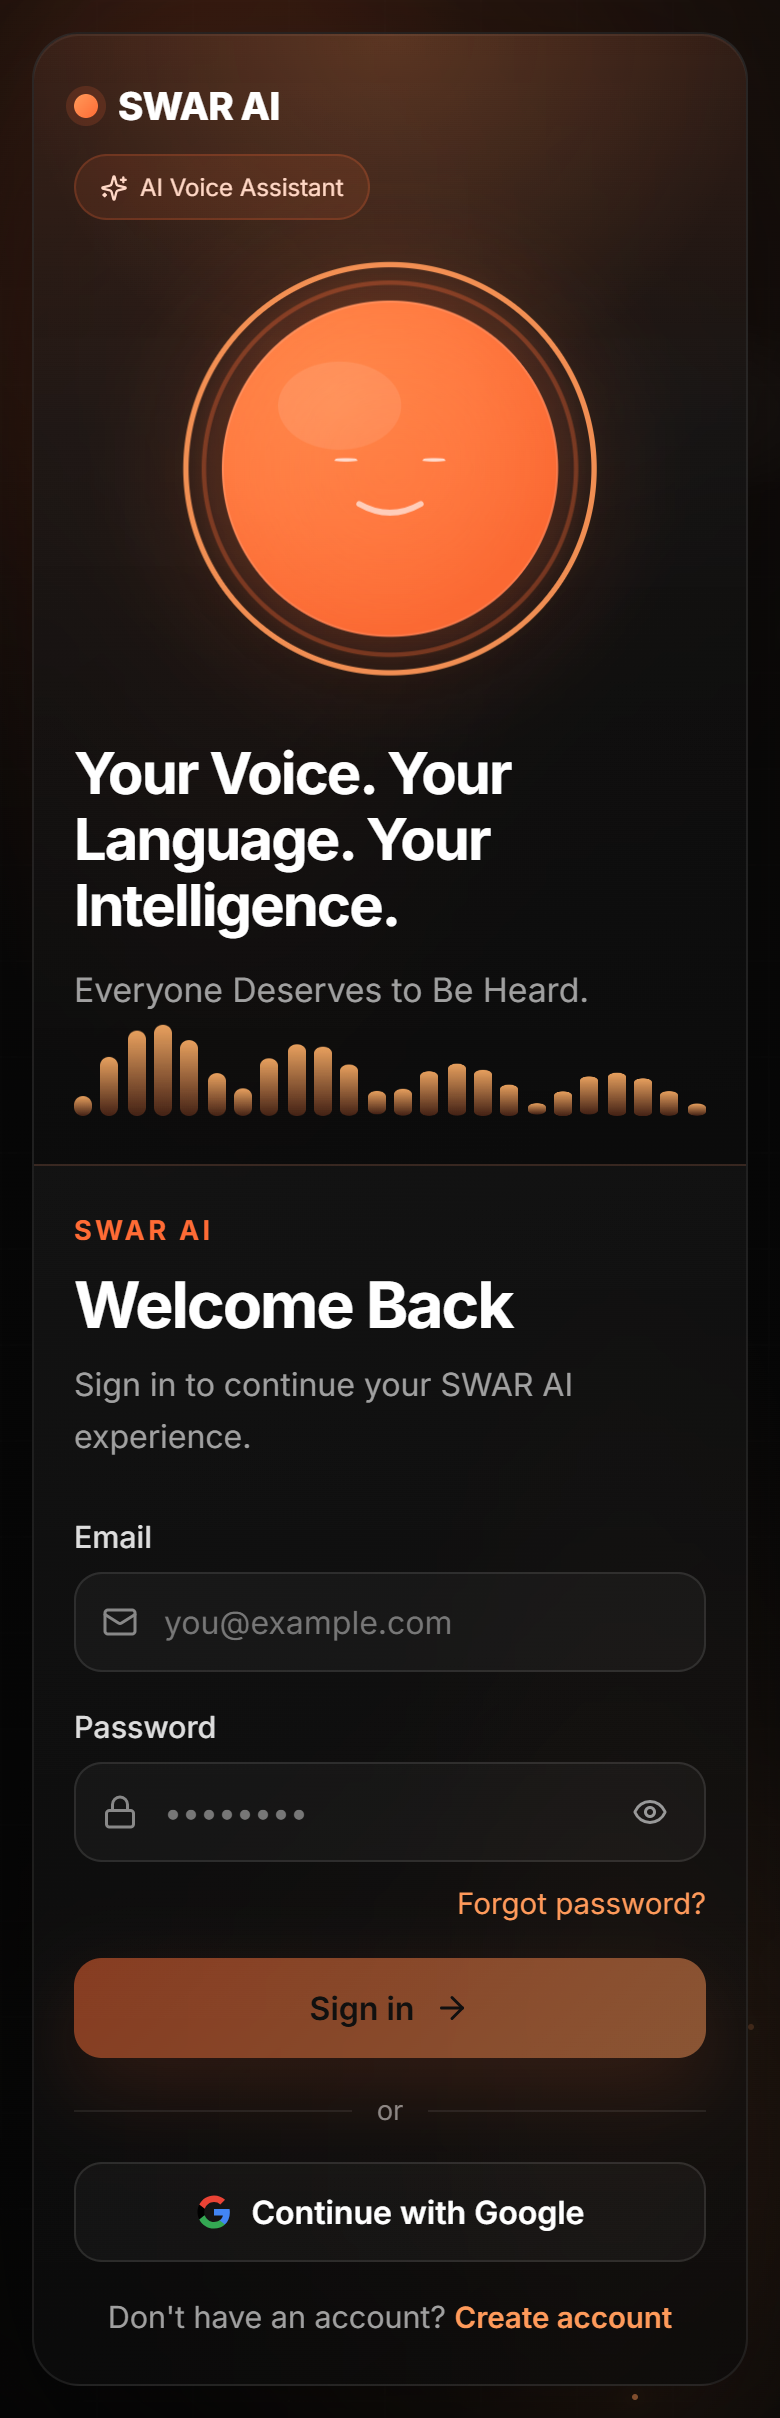 SWAR AI
AI Voice Assistant
Your Voice. Your
Language. Your
Intelligence.
Everyone Deserves to Be Heard.
SWAR AI
Welcome Back
Sign in to continue your SWAR AI
experience.
Email
you@example.com
Password
••••••••
Forgot password?
Sign in →
or
Continue with Google
Don't have an account? Create account